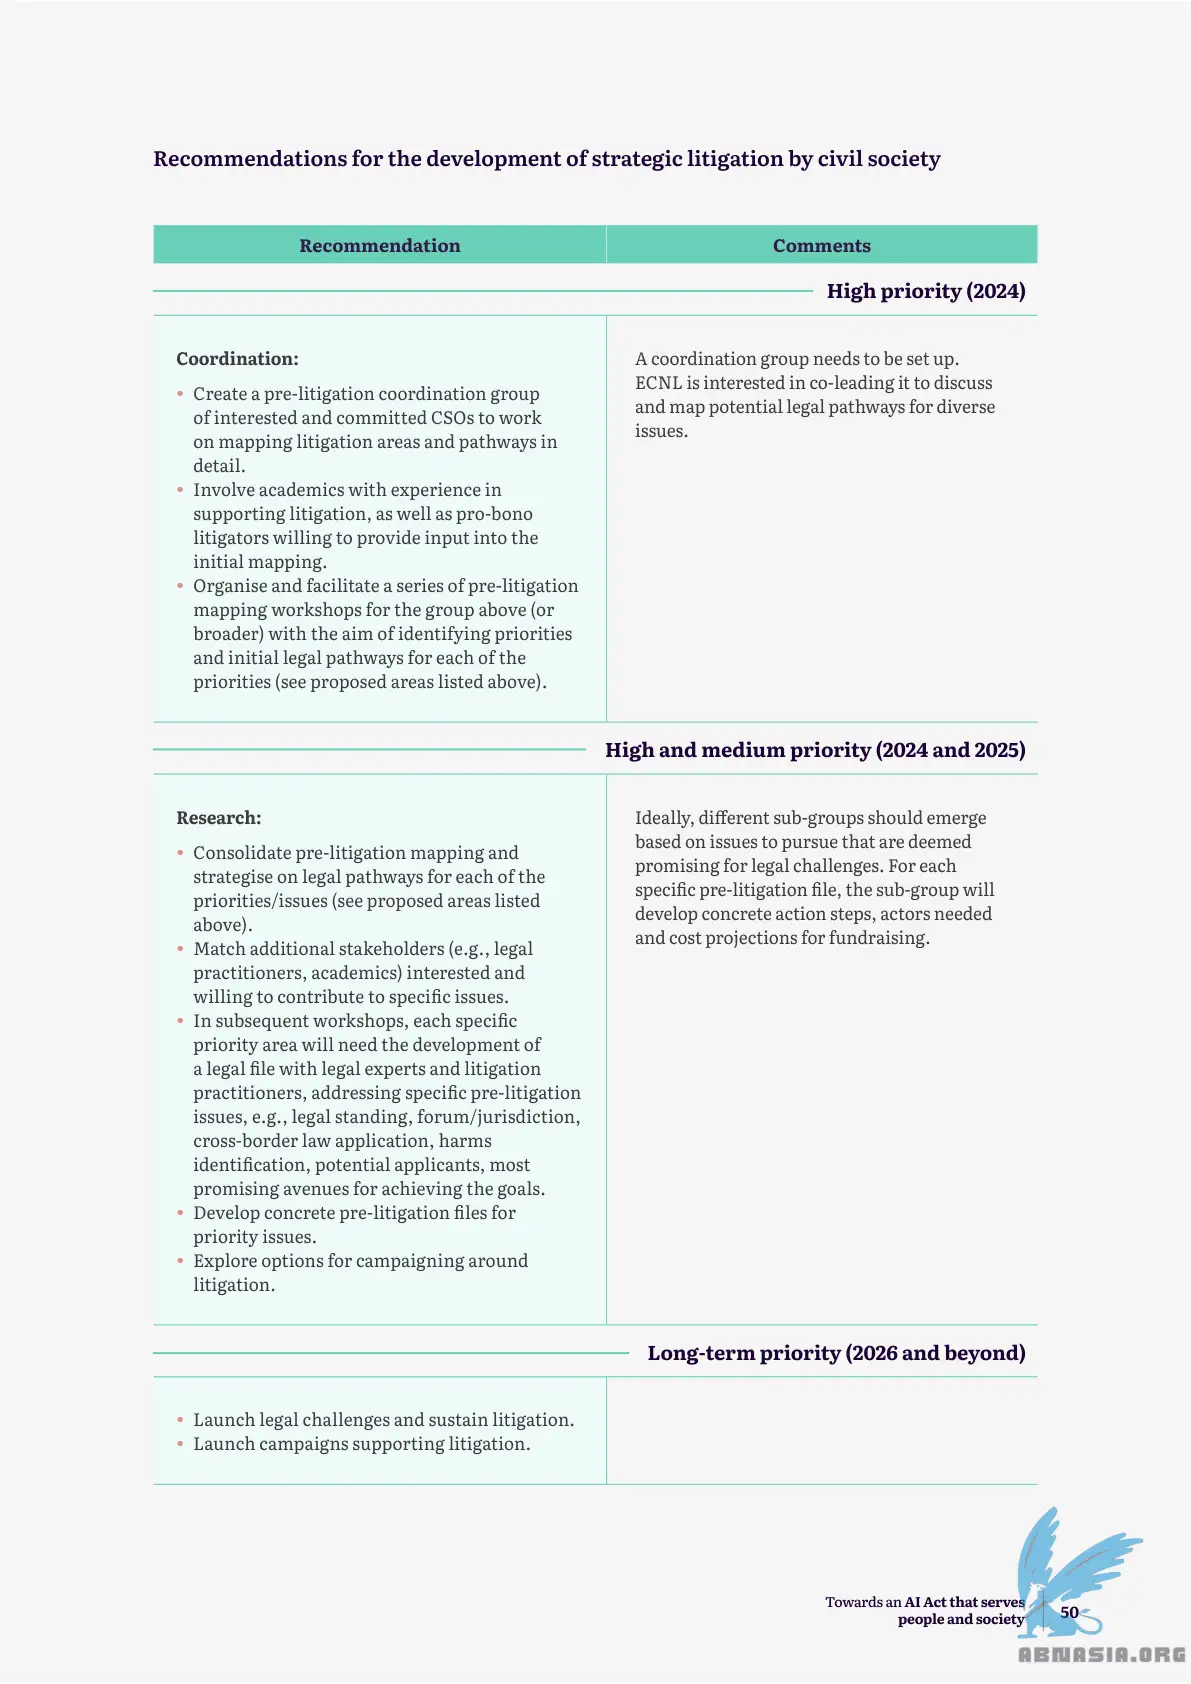 Recommendations for the development of strategic litigation by civil society
Recommendation
Comments
High priority (2024)
Coordination:
• Create a pre-litigation coordination group
of interested and committed CSOs to work
on mapping litigation areas and pathways in
detail.
• Involve academics with experience in
supporting litigation, as well as pro-bono
litigators willing to provide input into the
initial mapping.
• Organise and facilitate a series of pre-litigation
mapping workshops for the group above (or
broader) with the aim of identifying priorities
and initial legal pathways for each of the
priorities (see proposed areas listed above).
A coordination group needs to be set up.
ECNL is interested in co-leading it to discuss
and map potential legal pathways for diverse
issues.
High and medium priority (2024 and 2025)
Research:
• Consolidate pre-litigation mapping and
strategise on legal pathways for each of the
priorities/issues (see proposed areas listed
above).
• Match additional stakeholders (e.g., legal
practitioners, academics) interested and
willing to contribute to specific issues.
• In subsequent workshops, each specific
priority area will need the development of
a legal file with legal experts and litigation
practitioners, addressing specific pre-litigation
issues, e.g., legal standing, forum/jurisdiction,
cross-border law application, harms
identification, potential applicants, most
promising avenues for achieving the goals.
• Develop concrete pre-litigation files for
priority issues.
• Explore options for campaigning around
litigation.
Ideally, different sub-groups should emerge
based on issues to pursue that are deemed
promising for legal challenges. For each
specific pre-litigation file, the sub-group will
develop concrete action steps, actors needed
and cost projections for fundraising.
Long-term priority (2026 and beyond)
• Launch legal challenges and sustain litigation.
• Launch campaigns supporting litigation.
Towards an AI Act that serves
people and society
50
ABNASIA.ORG